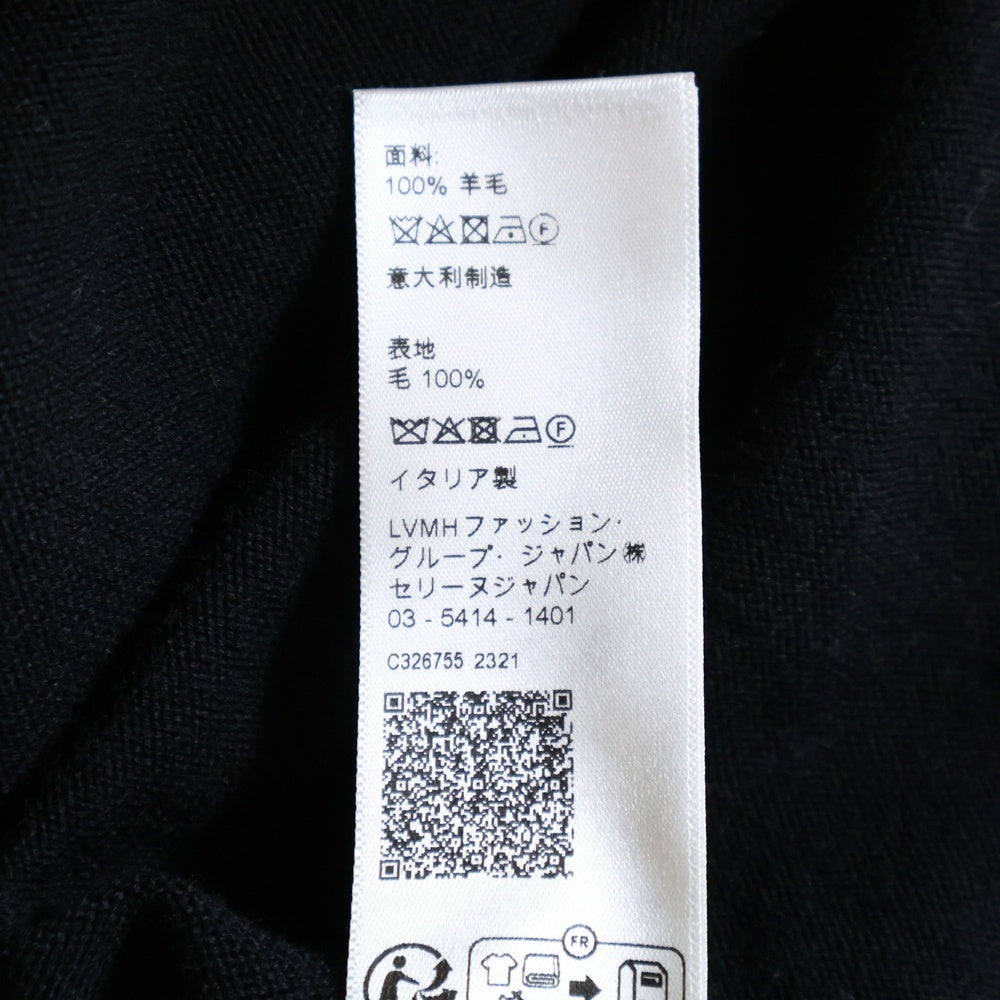 面料:
100% 羊毛
F
意大利制造
表地
毛 100%
F
イタリア製
LVMHファッション・
グループ・ジャパン㈱
セリーヌジャパン
03 - 5414 - 1401
C326755 2321
FR